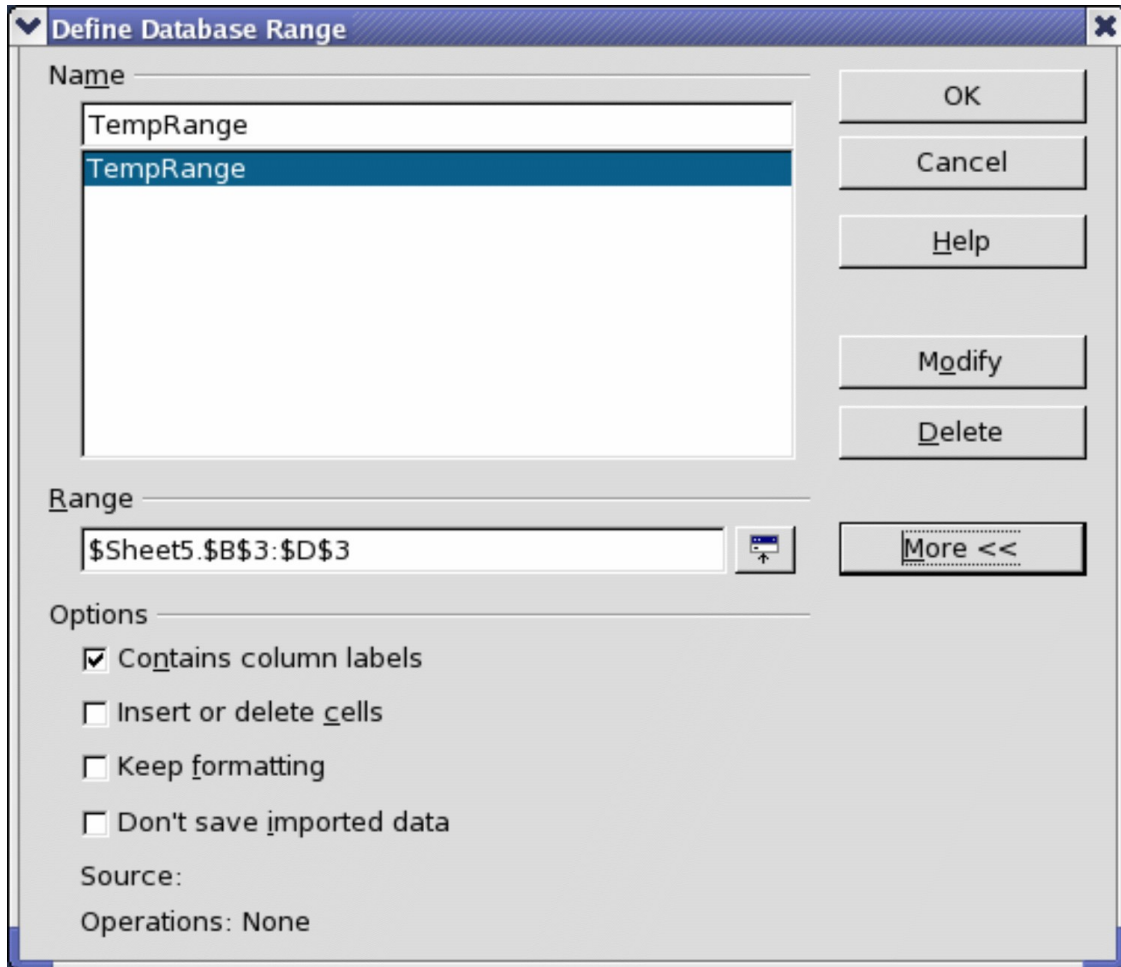 Define Database Range
Name
TempRange
TempRange
OK
Cancel
Help
Modify
Delete
Range
$Sheet5.$B$3:$D$3
More <<
Options
Contains column labels
Insert or delete cells
Keep formatting
Don't save imported data
Source:
Operations: None